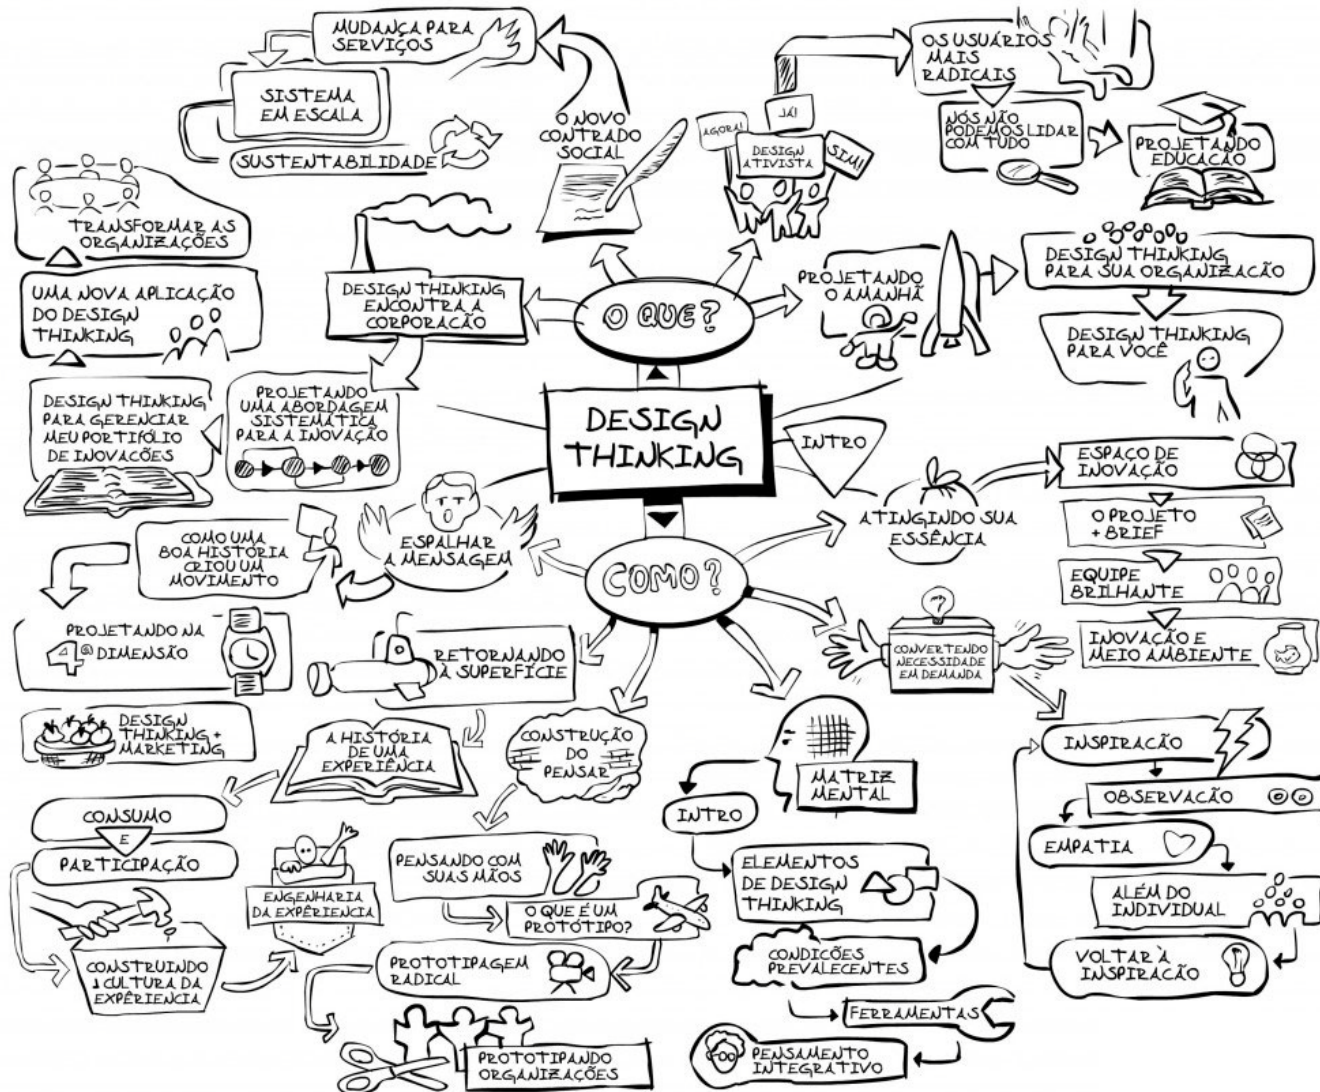 MUDANÇA PARA
SERVIÇOS
SISTEMA
EM ESCALA
SUSTENTABILIDADE
O NOVO
CONTRADO
SOCIAL
AGORA!
JÁ!
DESIGN
ATIVISTA
SIM!
OS USUÁRIOS
MAIS
RADICAIS
NÓS NÃO
PODEMOS LIDAR
COM TUDO
PROJETANDO
EDUCAÇÃO
TRANSFORMAR AS
ORGANIZAÇÕES
UMA NOVA APLICAÇÃO
DO DESIGN
THINKING
DESIGN THINKING
PARA GERENCIAR
MEU PORTIFÓLIO
DE INOVAÇÕES
DESIGN THINKING
ENCONTRA A
CORPORAÇÃO
PROJETANDO
UMA ABORDAGEM
SISTEMÁTICA
PARA A INOVAÇÃO
O QUE?
PROJETANDO
O AMANHÃ
DESIGN THINKING
PARA SUA ORGANIZAÇÃO
DESIGN THINKING
PARA VOCÊ
DESIGN
THINKING
INTRO
ATINGINDO SUA
ESSÊNCIA
ESPAÇO DE
INOVAÇÃO
O PROJETO
+ BRIEF
EQUIPE
BRILHANTE
INOVAÇÃO E
MEIO AMBIENTE
COMO?
ESPALHAR
A MENSAGEM
COMO UMA
BOA HISTÓRIA
CRIOU UM
MOVIMENTO
PROJETANDO NA
4ª DIMENSÃO
DESIGN
THINKING +
MARKETING
RETORNANDO
À SUPERFÍCIE
A HISTÓRIA
DE UMA
EXPERIÊNCIA
CONSUMO
E
PARTICIPAÇÃO
CONSTRUINDO
1 CULTURA DA
EXPÊRIENCIA
ENGENHARIA
DA EXPÊRIENCIA
CONSTRUÇÃO
DO
PENSAR
PENSANDO COM
SUAS MÃOS
O QUE É UM
PROTÓTIPO?
PROTOTIPAGEM
RADICAL
PROTOTIPANDO
ORGANIZAÇÕES
MATRIZ
MENTAL
INTRO
ELEMENTOS
DE DESIGN
THINKING
CONDIÇÕES
PREVALECENTES
FERRAMENTAS
PENSAMENTO
INTEGRATIVO
?
CONVERTENDO
NECESSIDADE
EM DEMANDA
INSPIRAÇÃO
OBSERVAÇÃO
EMPATIA
ALÉM DO
INDIVIDUAL
VOLTAR À
INSPIRAÇÃO